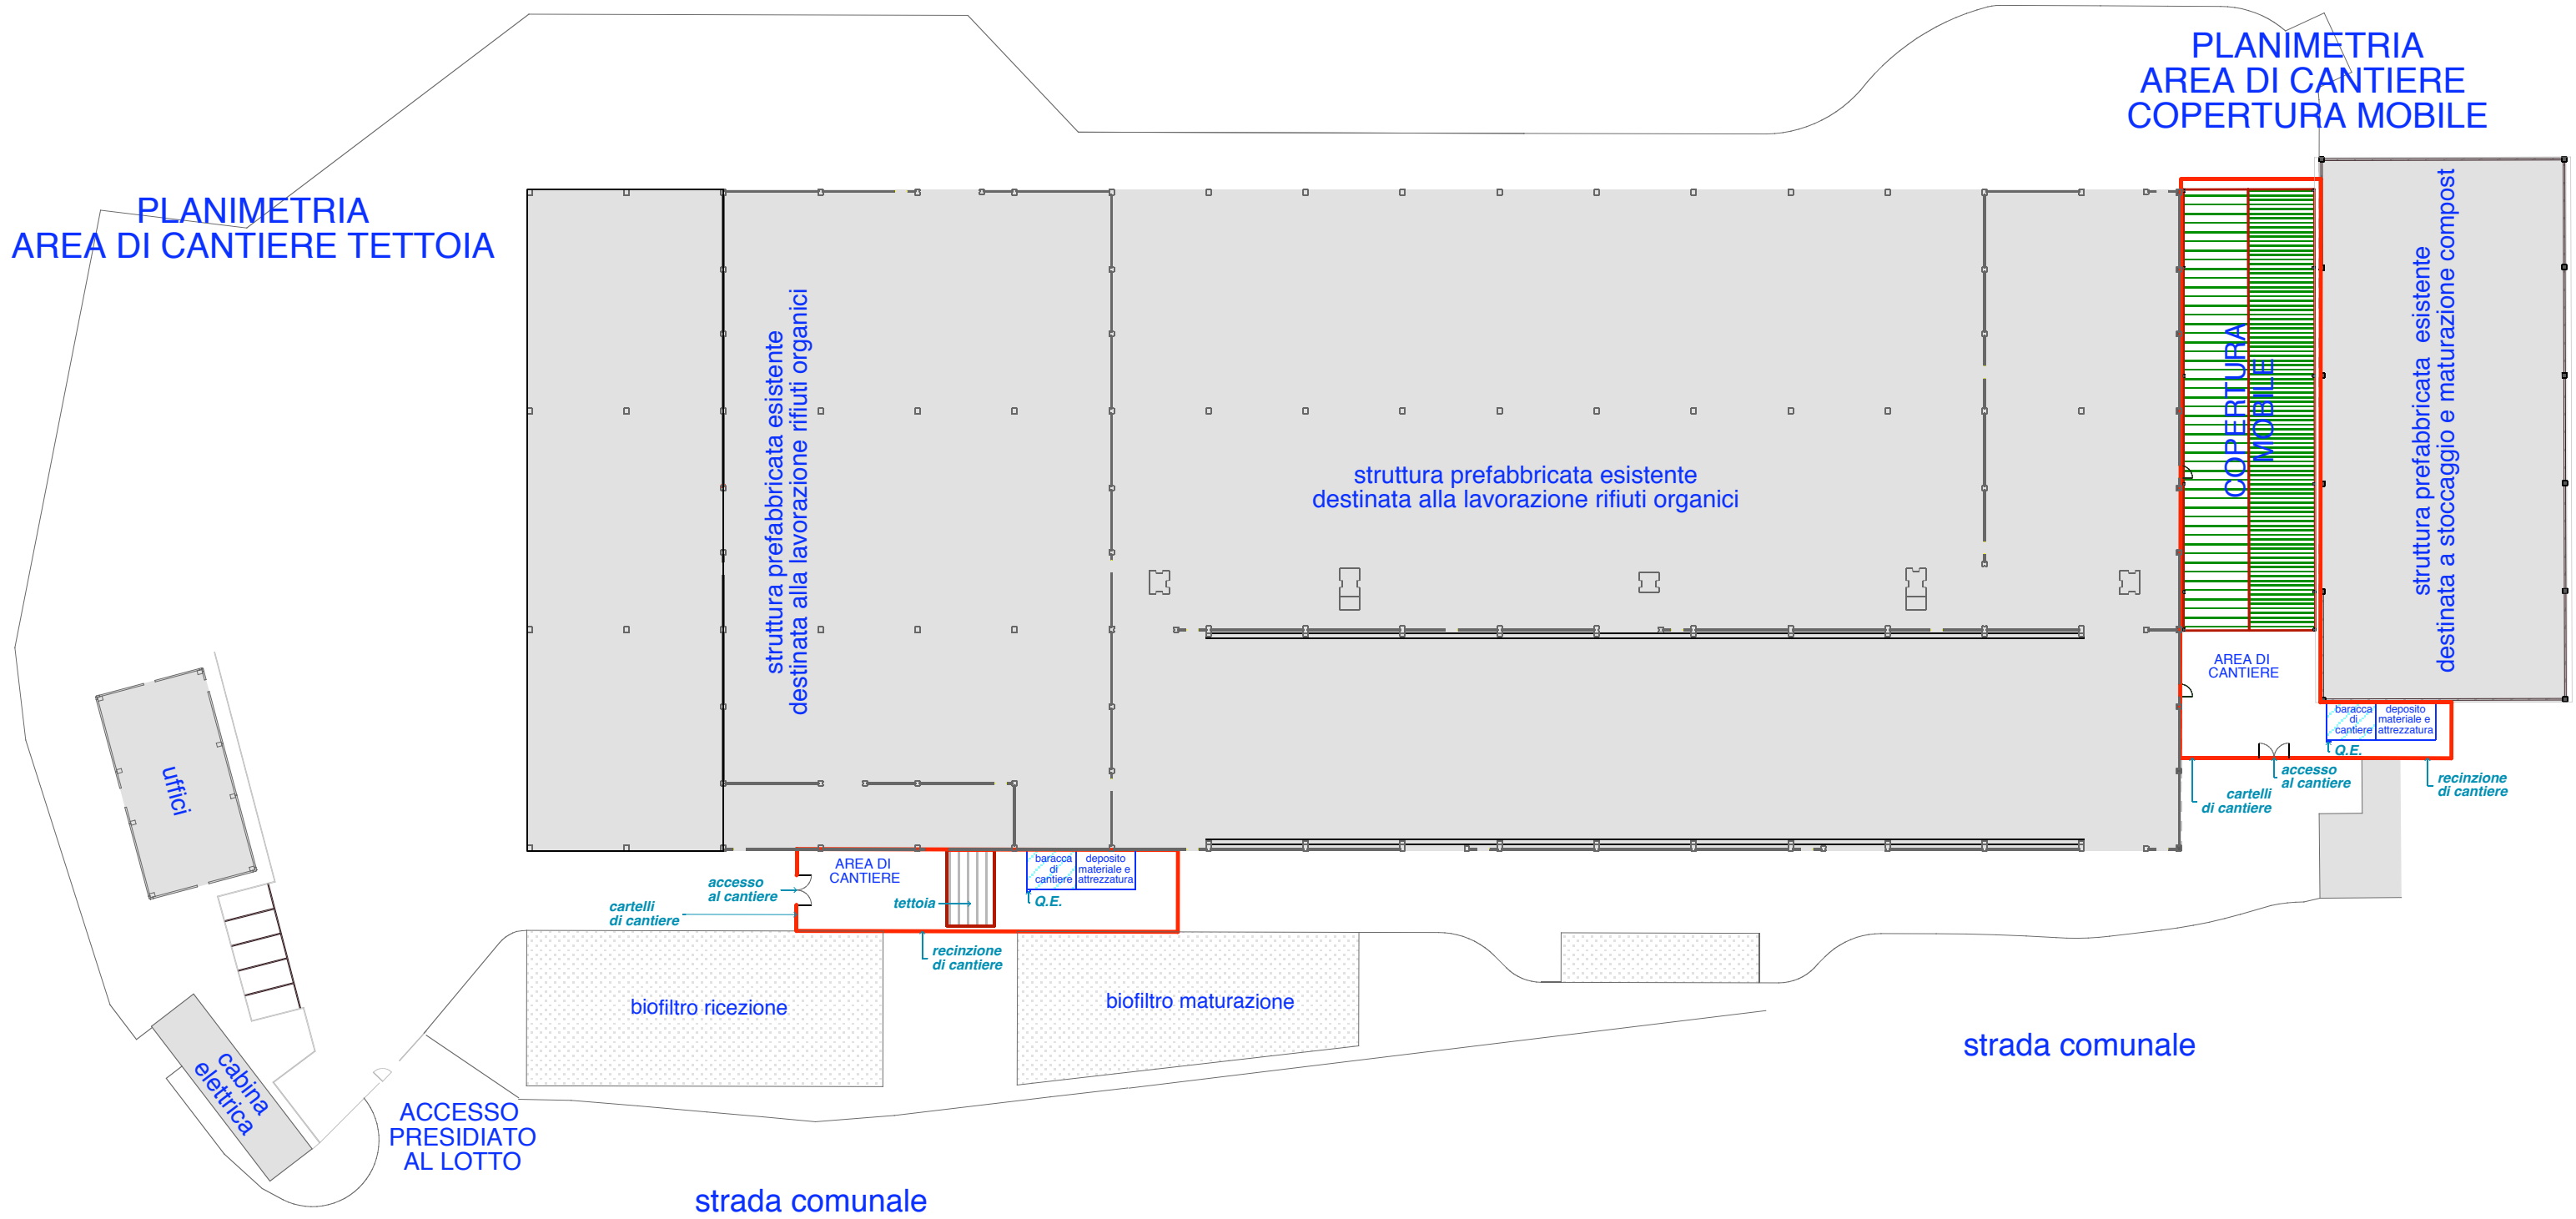 PLANIMETRIA
AREA DI CANTIERE
COPERTURA MOBILE
PLANIMETRIA
AREA DI CANTIERE TETTOIA
struttura prefabbricata esistente
destinata alla lavorazione rifiuti organici
struttura prefabbricata esistente
destinata alla lavorazione rifiuti organici
COPERTURA
MOBILE
struttura prefabbricata esistente
destinata a stoccaggio e maturazione compost
AREA DI
CANTIERE
baracca
di
cantiere
deposito
materiale e
attrezzatura
Q.E.
accesso
al cantiere
cartelli
di cantiere
recinzione
di cantiere
uffici
AREA DI
CANTIERE
baracca
di
cantiere
deposito
materiale e
attrezzatura
accesso
al cantiere
tettoia
Q.E.
cartelli
di cantiere
recinzione
di cantiere
biofiltro ricezione
biofiltro maturazione
strada comunale
cabina
elettrica
ACCESSO
PRESIDIATO
AL LOTTO
strada comunale